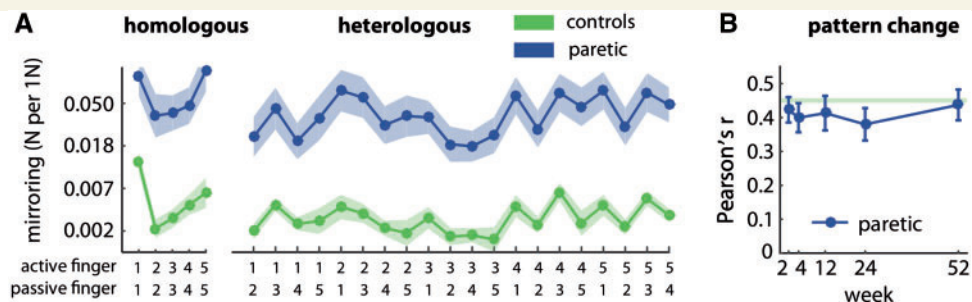 A homologous heterologous controls paretic
mirroring (N per 1N)
0.050
0.018
0.007
0.002
active finger 1 2 3 4 5 1 1 1 1 2 2 2 2 3 3 3 3 4 4 4 4 5 5 5 5
passive finger 1 2 3 4 5 2 3 4 5 1 3 4 5 1 2 4 5 1 2 3 5 1 2 3 4
B pattern change
Pearson's r
0.5
0.4
0.3
0.2
0.1
0
paretic
2 4 12 24 52
week